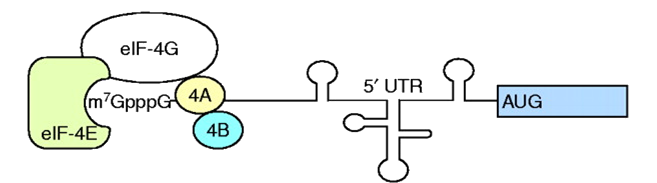 eIF-4G
5′ UTR
m⁷GpppG
4A
AUG
eIF-4E
4B